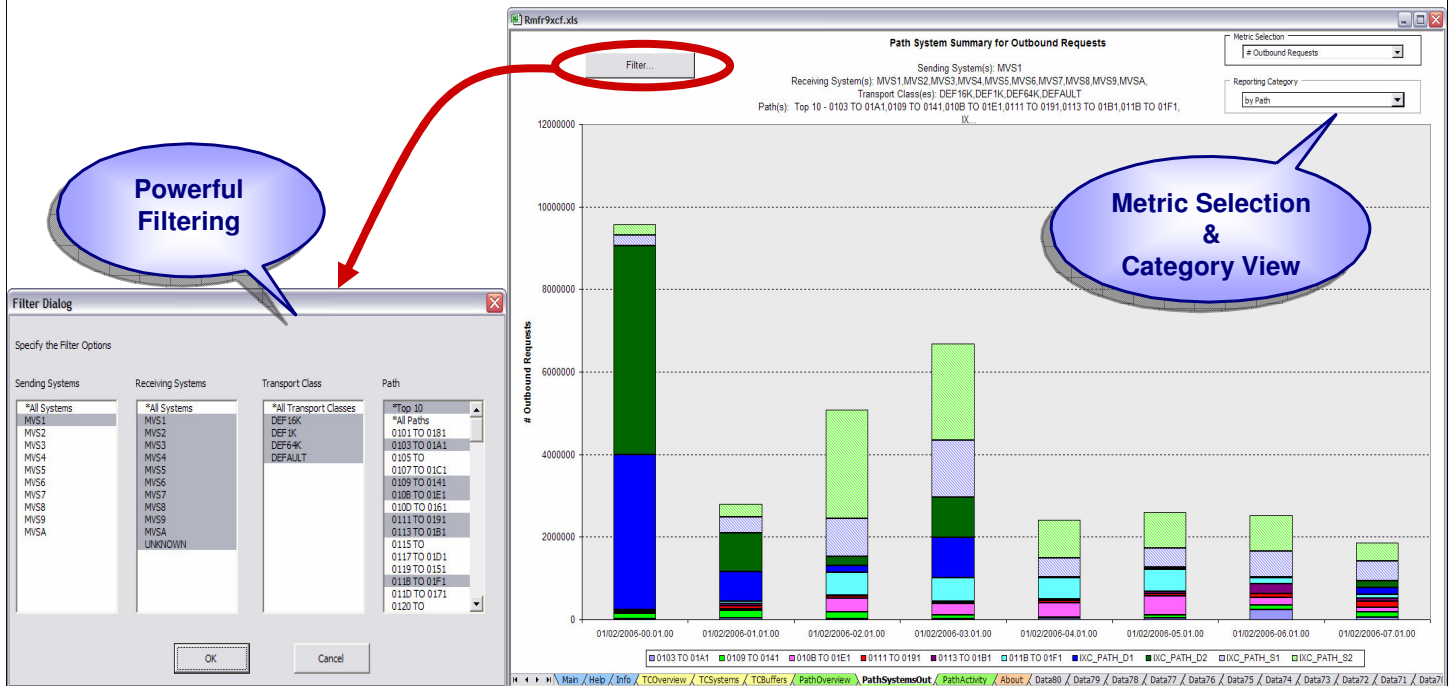 Rmfr9xcf.xls
Filter...
Path System Summary for Outbound Requests
Sending System(s): MVS1
Receiving System(s): MVS1,MVS2,MVS3,MVS4,MVS5,MVS6,MVS7,MVS8,MVS9,MVSA,
Transport Class(es): DEF16K,DEF1K,DEF64K,DEFAULT
Path(s): Top 10 - 0103 TO 01A1,0109 TO 0141,010B TO 01E1,0111 TO 0191,0113 TO 01B1,011B TO 01F1,
IX...
Metric Selection
# Outbound Requests
Reporting Category
by Path
Powerful
Filtering
Metric Selection
&
Category View
Filter Dialog
Specify the Filter Options
Sending Systems
*All Systems
MVS1
MVS2
MVS3
MVS4
MVS5
MVS6
MVS7
MVS8
MVS9
MVSA
Receiving Systems
*All Systems
MVS1
MVS2
MVS3
MVS4
MVS5
MVS6
MVS7
MVS8
MVS9
MVSA
UNKNOWN
Transport Class
*All Transport Classes
DEF16K
DEF1K
DEF64K
DEFAULT
Path
*Top 10
*All Paths
0101 TO 0181
0103 TO 01A1
0105 TO
0107 TO 01C1
0109 TO 0141
010B TO 01E1
010D TO 0161
0111 TO 0191
0113 TO 01B1
0115 TO
0117 TO 01D1
0119 TO 0151
011B TO 01F1
011D TO 0171
0120 TO
OK
Cancel
# Outbound Requests
12000000
10000000
8000000
6000000
4000000
2000000
0
01/02/2006-00.01.00
01/02/2006-01.01.00
01/02/2006-02.01.00
01/02/2006-03.01.00
01/02/2006-04.01.00
01/02/2006-05.01.00
01/02/2006-06.01.00
01/02/2006-07.01.00
0103 TO 01A1
0109 TO 0141
010B TO 01E1
0111 TO 0191
0113 TO 01B1
011B TO 01F1
IXC_PATH_D1
IXC_PATH_D2
IXC_PATH_S1
IXC_PATH_S2
Main / Help / Info / TCOverview / TCSystems / TCBuffers / PathOverview \ PathSystemsOut / PathActivity / About / Data80 / Data79 / Data78 / Data77 / Data76 / Data75 / Data74 / Data73 / Data72 / Data71 /